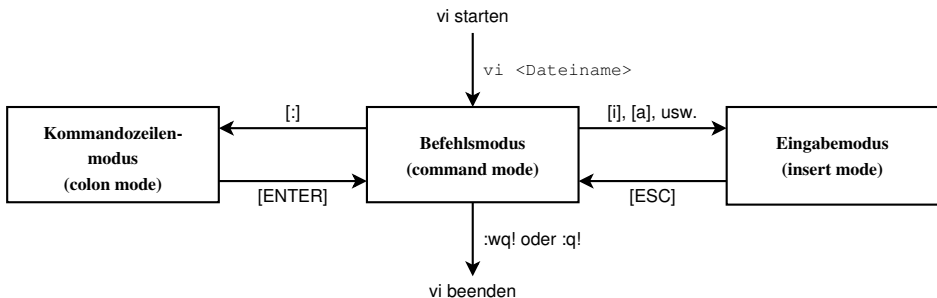 vi starten
vi <Dateiname>
[:]
[i], [a], usw.
Kommandozeilen-
modus
(colon mode)
Befehlsmodus
(command mode)
Eingabemodus
(insert mode)
[ENTER]
[ESC]
:wq! oder :q!
vi beenden